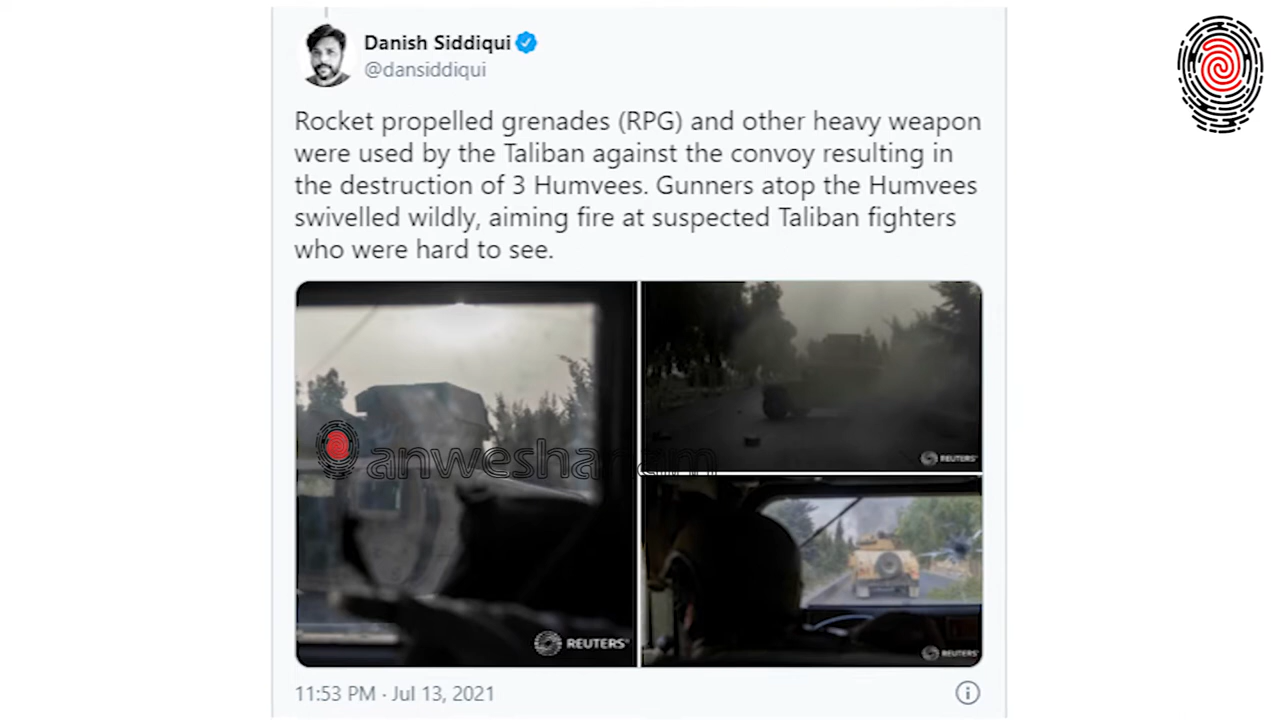 Danish Siddiqui
@dansiddiqui
Rocket propelled grenades (RPG) and other heavy weapon
were used by the Taliban against the convoy resulting in
the destruction of 3 Humvees. Gunners atop the Humvees
swivelled wildly, aiming fire at suspected Taliban fighters
who were hard to see.
REUTERS
REUTERS
REUTERS
11:53 PM · Jul 13, 2021